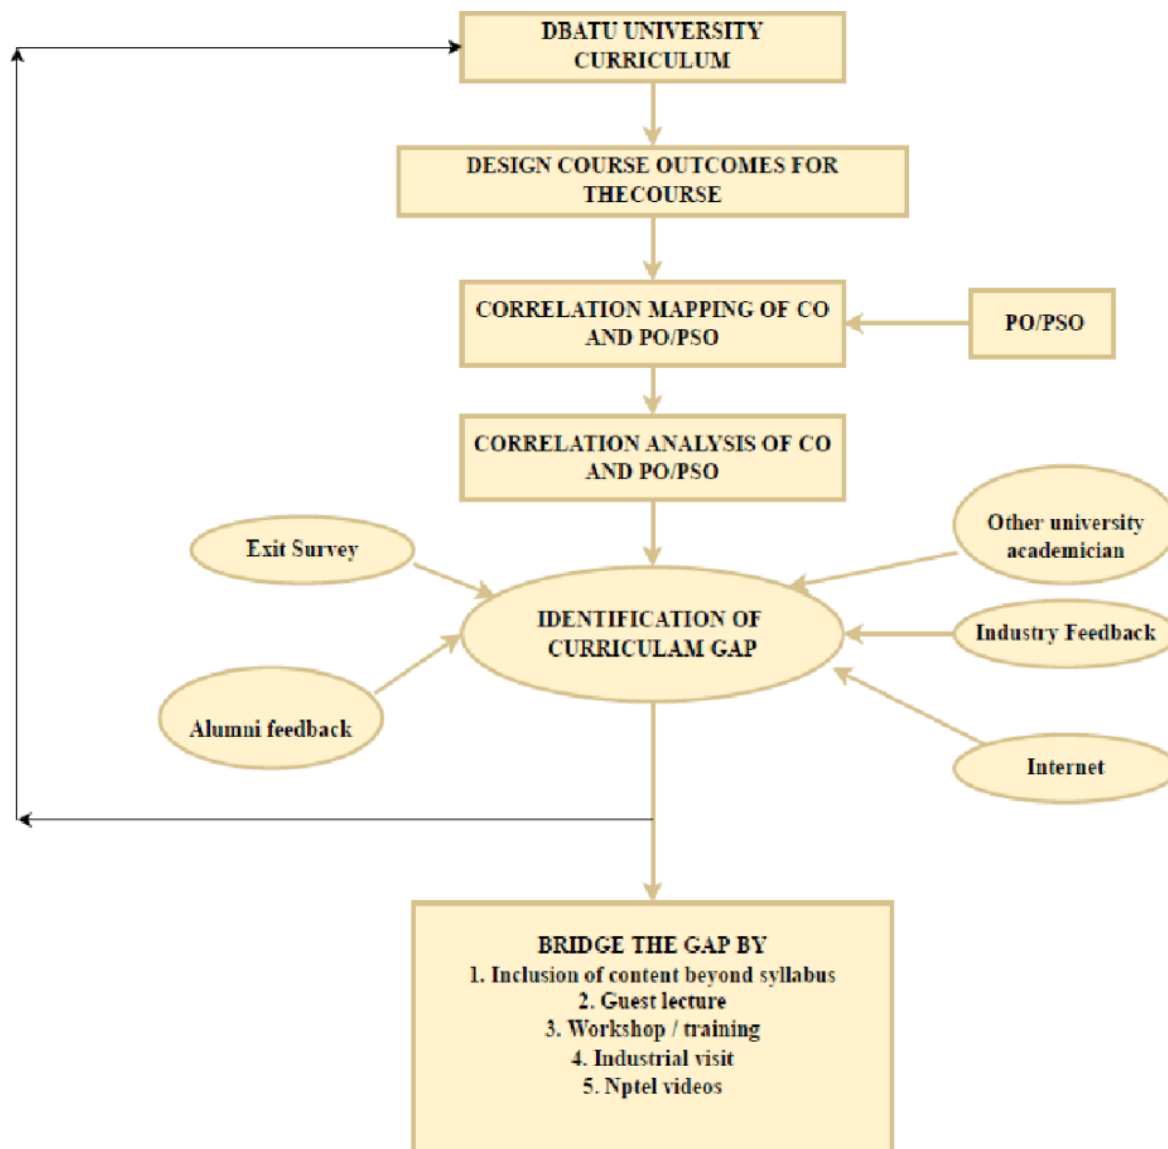 DBATU UNIVERSITY
CURRICULUM
DESIGN COURSE OUTCOMES FOR
THECOURSE
CORRELATION MAPPING OF CO
AND PO/PSO
PO/PSO
CORRELATION ANALYSIS OF CO
AND PO/PSO
Exit Survey
Other university
academician
IDENTIFICATION OF
CURRICULAM GAP
Industry Feedback
Alumni feedback
Internet
BRIDGE THE GAP BY
1. Inclusion of content beyond syllabus
2. Guest lecture
3. Workshop / training
4. Industrial visit
5. Nptel videos